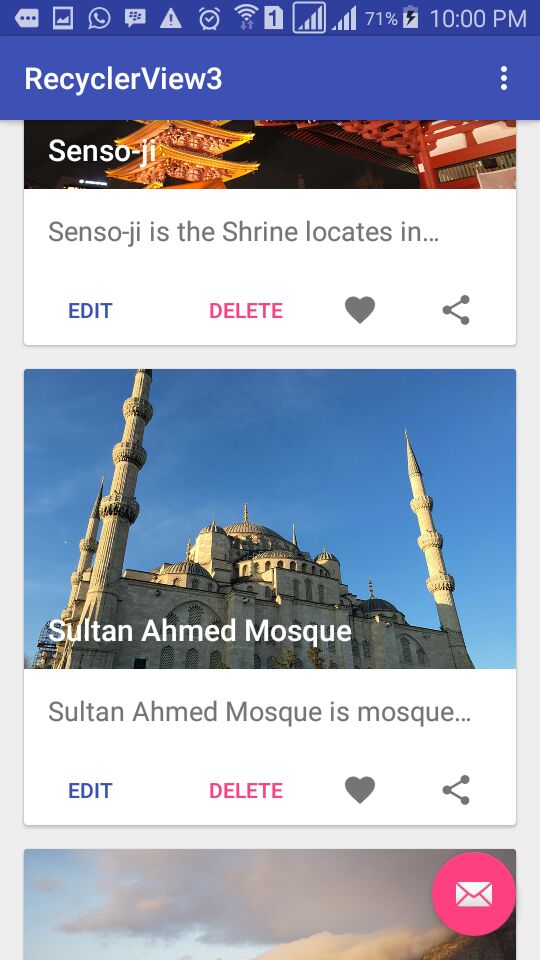 1 71% 10:00 PM
RecyclerView3
Senso-ji
Senso-ji is the Shrine locates in…
EDIT DELETE
Sultan Ahmed Mosque
Sultan Ahmed Mosque is mosque…
EDIT DELETE